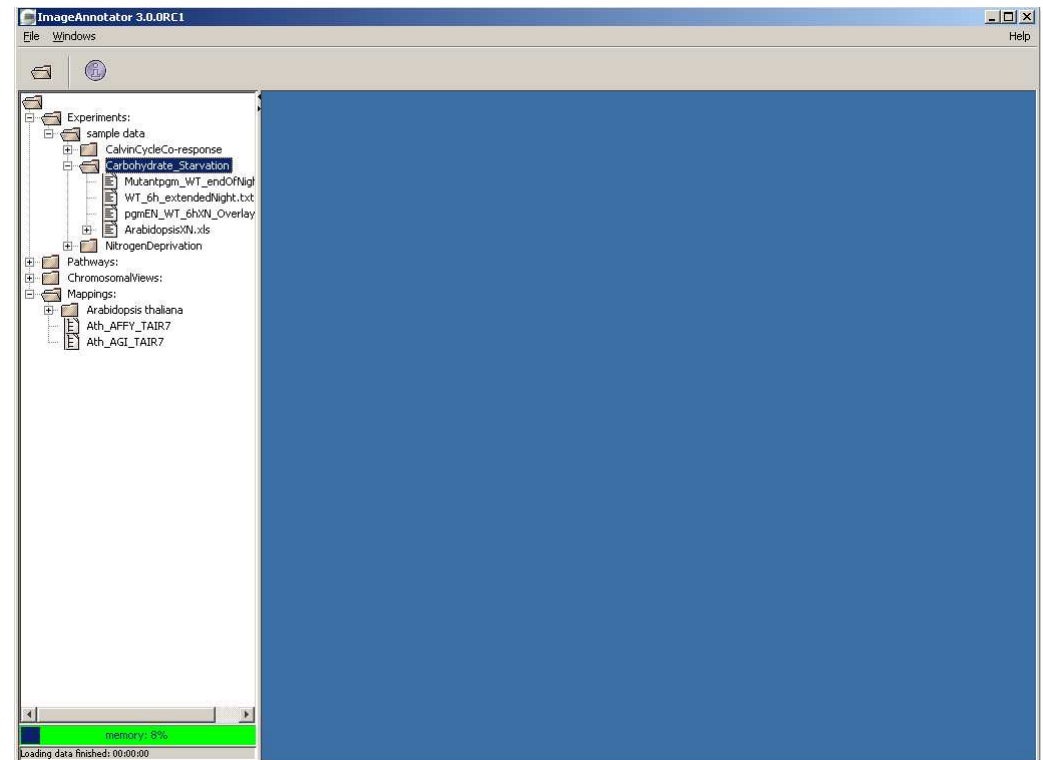 ImageAnnotator 3.0.0RC1
File Windows Help
Experiments:
sample data
CalvinCycleCo-response
Carbohydrate_Starvation
Mutantpgm_WT_endOfNigh
WT_6h_extendedNight.txt
pgmEN_WT_6hXN_Overlay
ArabidopsisXN.xls
NitrogenDeprivation
Pathways:
ChromosomalViews:
Mappings:
Arabidopsis thaliana
Ath_AFFY_TAIR7
Ath_AGI_TAIR7
memory: 8%
Loading data finished: 00:00:00